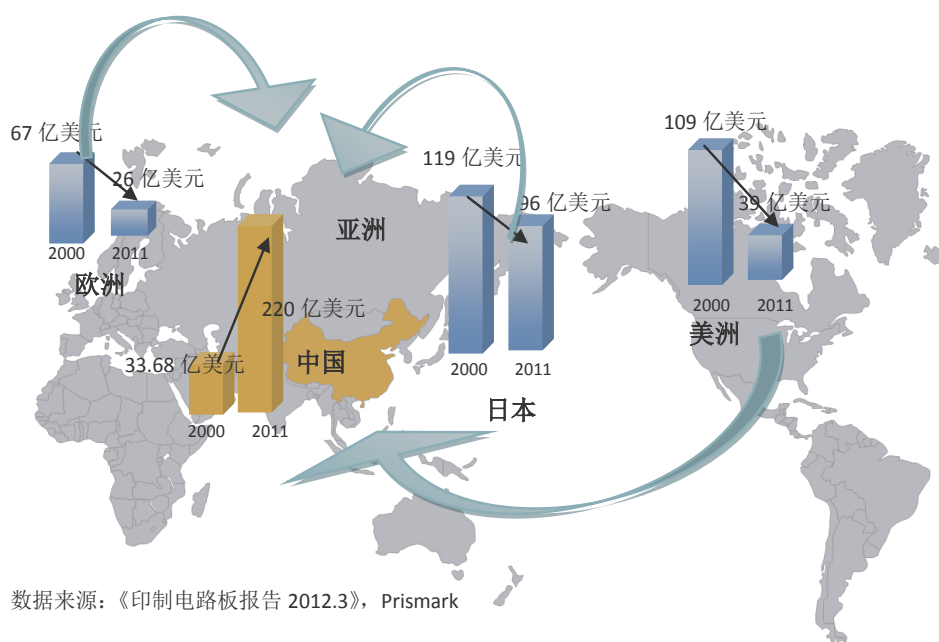 67 亿美元
26 亿美元
2000
2011
欧洲
亚洲
119 亿美元
96 亿美元
2000
2011
日本
109 亿美元
39 亿美元
2000
2011
美洲
220 亿美元
33.68 亿美元
中国
2000
2011
数据来源：《印制电路板报告 2012.3》，Prismark